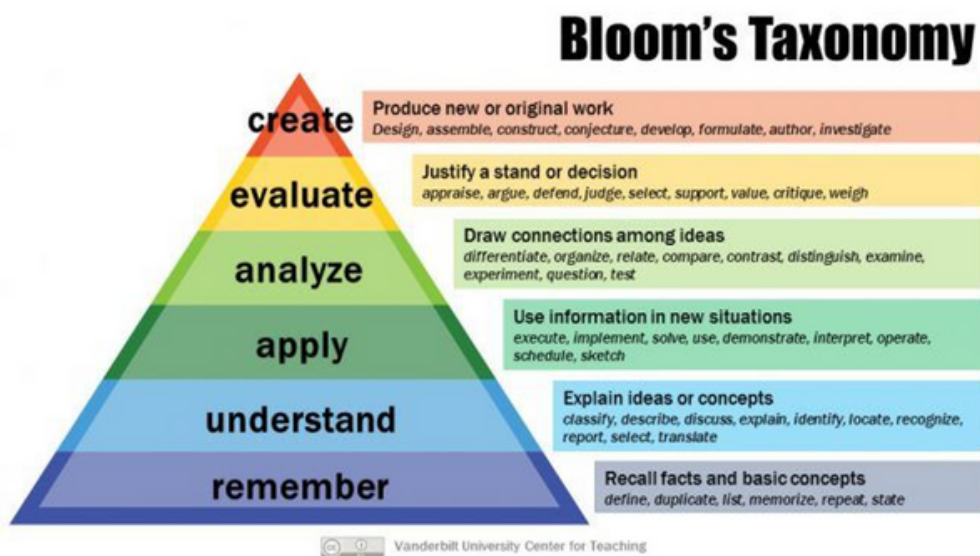 Bloom's Taxonomy
create
Produce new or original work
Design, assemble, construct, conjecture, develop, formulate, author, investigate
evaluate
Justify a stand or decision
appraise, argue, defend, judge, select, support, value, critique, weigh
analyze
Draw connections among ideas
differentiate, organize, relate, compare, contrast, distinguish, examine,
experiment, question, test
apply
Use information in new situations
execute, implement, solve, use, demonstrate, interpret, operate,
schedule, sketch
understand
Explain ideas or concepts
classify, describe, discuss, explain, identify, locate, recognize,
report, select, translate
remember
Recall facts and basic concepts
define, duplicate, list, memorize, repeat, state
cc
Vanderbilt University Center for Teaching